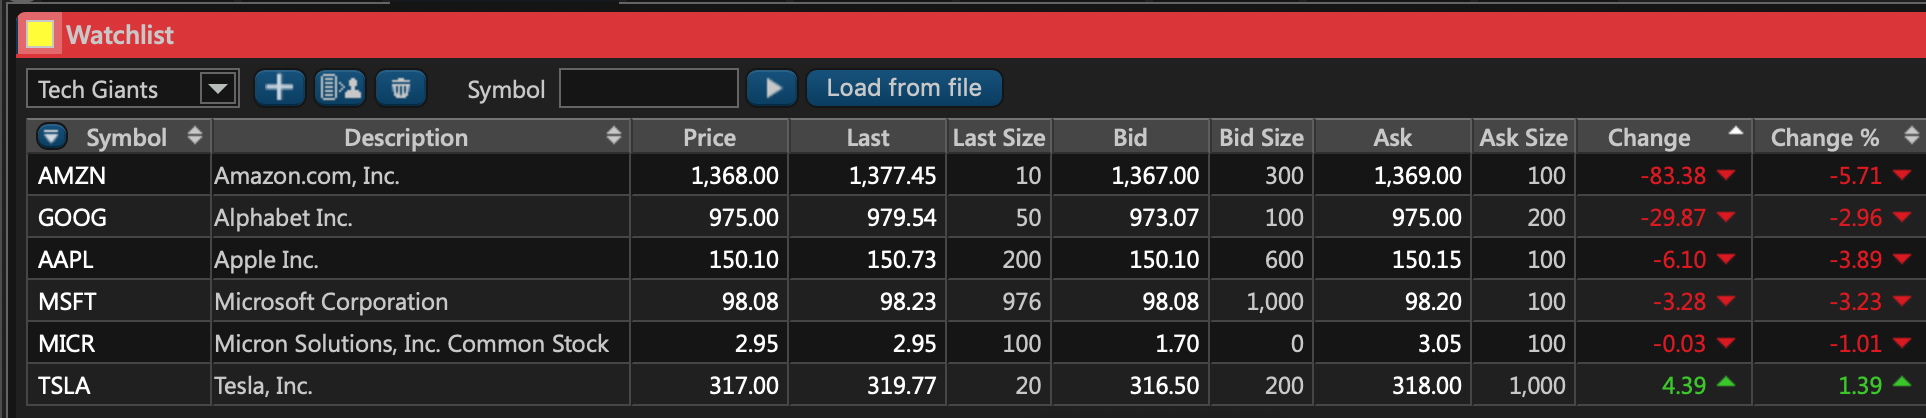 Watchlist
Tech Giants Symbol Load from file
Symbol Description Price Last Last Size Bid Bid Size Ask Ask Size Change Change %
AMZN Amazon.com, Inc. 1,368.00 1,377.45 10 1,367.00 300 1,369.00 100 -83.38 -5.71
GOOG Alphabet Inc. 975.00 979.54 50 973.07 100 975.00 200 -29.87 -2.96
AAPL Apple Inc. 150.10 150.73 200 150.10 600 150.15 100 -6.10 -3.89
MSFT Microsoft Corporation 98.08 98.23 976 98.08 1,000 98.20 100 -3.28 -3.23
MICR Micron Solutions, Inc. Common Stock 2.95 2.95 100 1.70 0 3.05 100 -0.03 -1.01
TSLA Tesla, Inc. 317.00 319.77 20 316.50 200 318.00 1,000 4.39 1.39